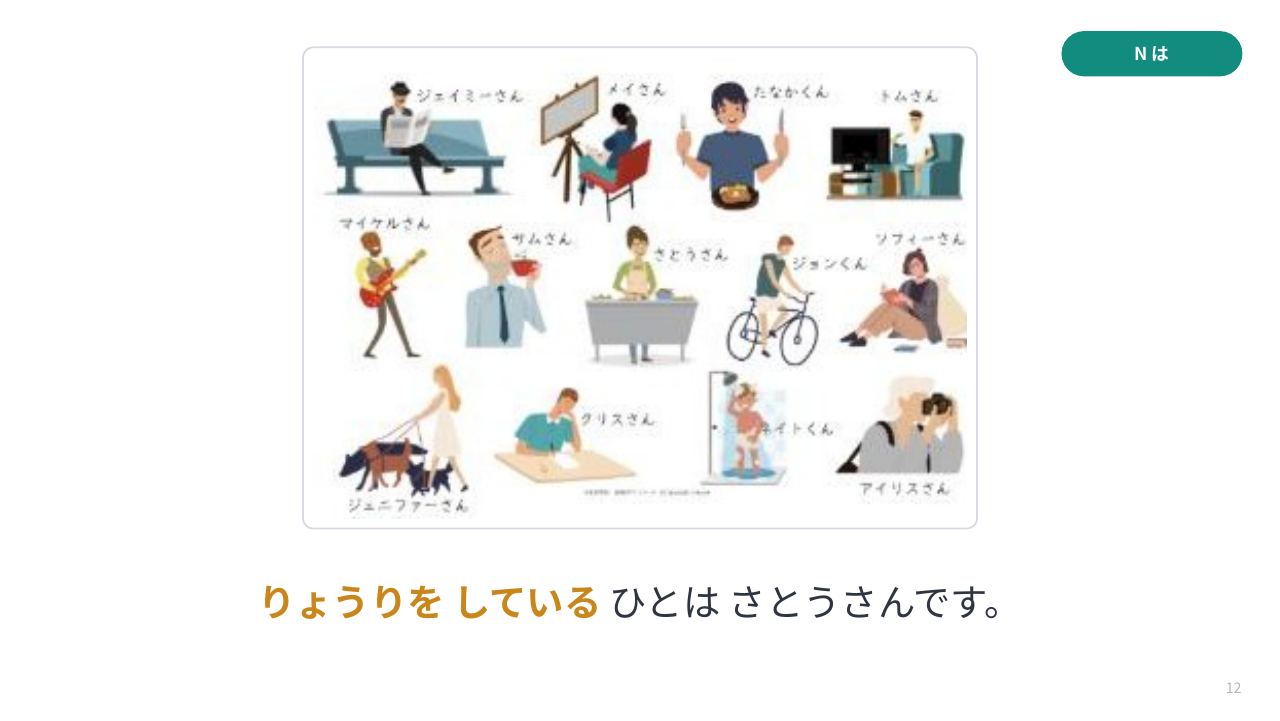 N は
ジェイミーさん
メイさん
たなかくん
トムさん
マイケルさん
サムさん
さとうさん
ジョンくん
ソフィーさん
ジェニファーさん
クリスさん
ネイトくん
アイリスさん
りょうりを している ひとは さとうさんです。
12